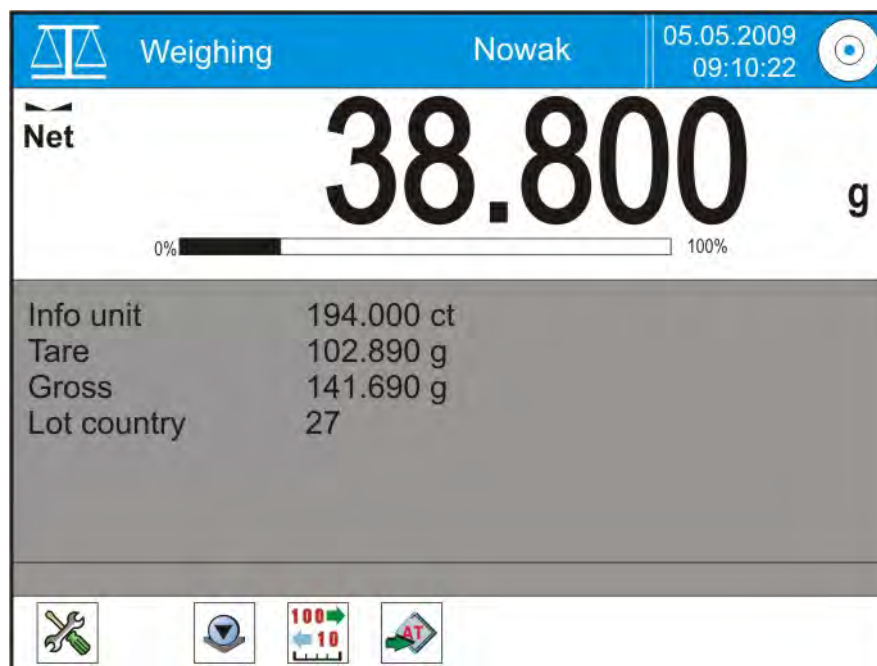 Weighing Nowak 05.05.2009
09:10:22
Net
38.800 g
0% 100%
Info unit 194.000 ct
Tare 102.890 g
Gross 141.690 g
Lot country 27
100
10
AT